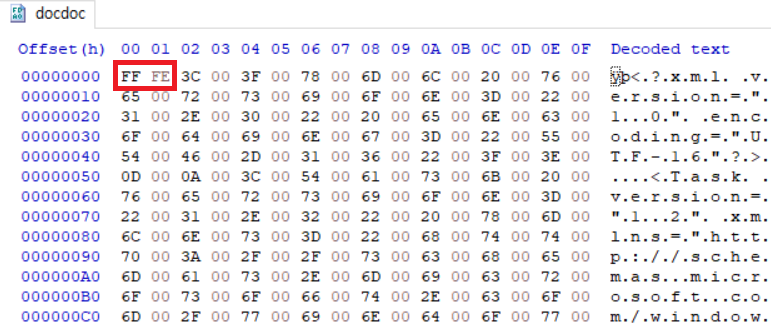 docdoc
Offset(h) 00 01 02 03 04 05 06 07 08 09 0A 0B 0C 0D 0E 0F Decoded text
00000000 FF FE 3C 00 3F 00 78 00 6D 00 6C 00 20 00 76 00 ÿþ<.?.x.m.l. .v.
00000010 65 00 72 00 73 00 69 00 6F 00 6E 00 3D 00 22 00 e.r.s.i.o.n.=.".
00000020 31 00 2E 00 30 00 22 00 20 00 65 00 6E 00 63 00 1...0.". .e.n.c.
00000030 6F 00 64 00 69 00 6E 00 67 00 3D 00 22 00 55 00 o.d.i.n.g.=.".U.
00000040 54 00 46 00 2D 00 31 00 36 00 22 00 3F 00 3E 00 T.F.-.1.6.".?.>.
00000050 0D 00 0A 00 3C 00 54 00 61 00 73 00 6B 00 20 00 ....<.T.a.s.k. .
00000060 76 00 65 00 72 00 73 00 69 00 6F 00 6E 00 3D 00 v.e.r.s.i.o.n.=.
00000070 22 00 31 00 2E 00 32 00 22 00 20 00 78 00 6D 00 ".1...2.". .x.m.
00000080 6C 00 6E 00 73 00 3D 00 22 00 68 00 74 00 74 00 l.n.s.=.".h.t.t.
00000090 70 00 3A 00 2F 00 2F 00 73 00 63 00 68 00 65 00 p.:././.s.c.h.e.
000000A0 6D 00 61 00 73 00 2E 00 6D 00 69 00 63 00 72 00 m.a.s...m.i.c.r.
000000B0 6F 00 73 00 6F 00 66 00 74 00 2E 00 63 00 6F 00 o.s.o.f.t...c.o.
000000C0 6D 00 2F 00 77 00 69 00 6E 00 64 00 6F 00 77 00 m./.w.i.n.d.o.w.